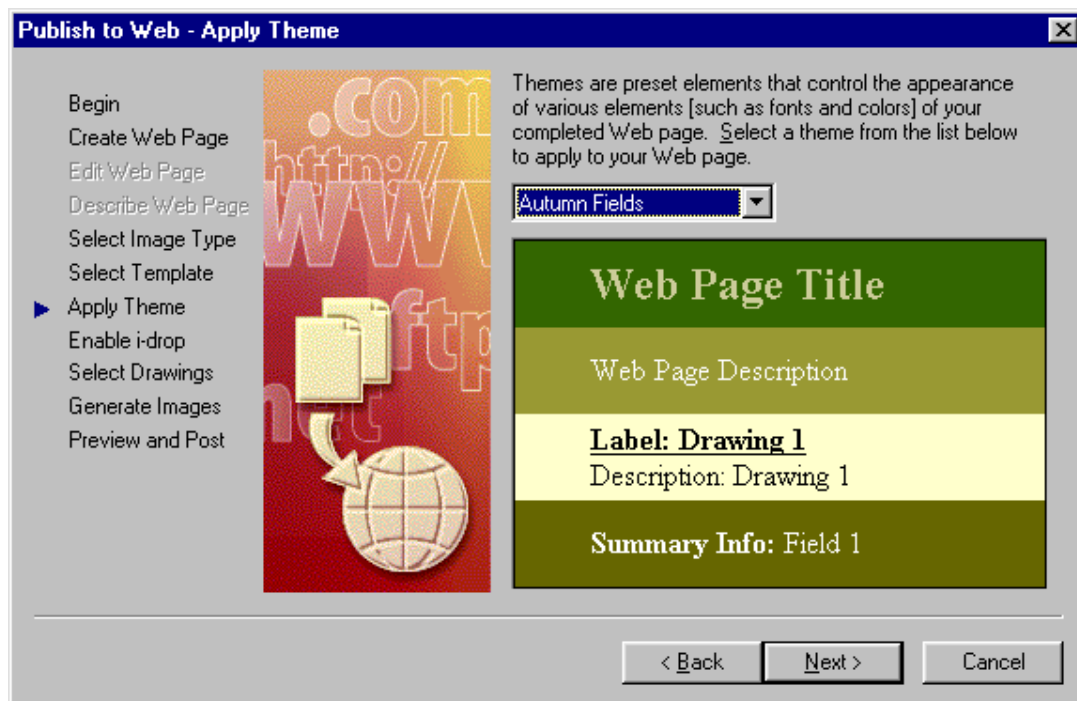 Publish to Web - Apply Theme
Begin
Create Web Page
Edit Web Page
Describe Web Page
Select Image Type
Select Template
Apply Theme
Enable i-drop
Select Drawings
Generate Images
Preview and Post
.com
http://
WWW
ftp
net
Themes are preset elements that control the appearance
of various elements [such as fonts and colors] of your
completed Web page. Select a theme from the list below
to apply to your Web page.
Autumn Fields
Web Page Title
Web Page Description
Label: Drawing 1
Description: Drawing 1
Summary Info: Field 1
< Back
Next >
Cancel